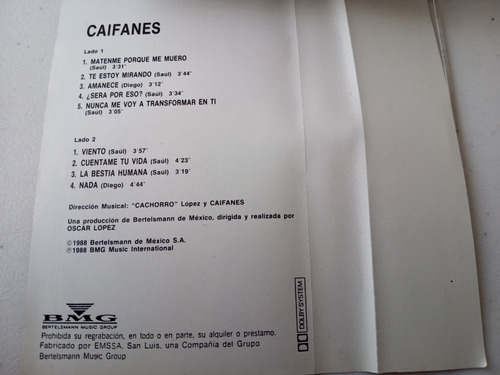 CAIFANES
Lado 1
1. MATENME PORQUE ME MUERO
(Saúl) 3'31"
2. TE ESTOY MIRANDO (Saúl) 3'44"
3. AMANECE (Diego) 3'12"
4. ¿SERA POR ESO? (Saúl) 3'34"
5. NUNCA ME VOY A TRANSFORMAR EN TI
(Saúl) 3'05"
Lado 2
1. VIENTO (Saúl) 3'57"
2. CUENTAME TU VIDA (Saúl) 4'23"
3. LA BESTIA HUMANA (Saúl) 3'19"
4. NADA (Diego) 4'44"
Dirección Musical: "CACHORRO" López y CAIFANES
Una producción de Bertelsmann de México, dirigida y realizada por
OSCAR LOPEZ
©1988 Bertelsmann de México S.A.
℗1988 BMG Music International
BMG
BERTELSMANN MUSIC GROUP
Prohibida su regrabación, en todo o en parte, su alquiler o préstamo.
Fabricado por EMSSA, San Luis, una Compañía del Grupo
Bertelsmann Music Group
DOLBY SYSTEM